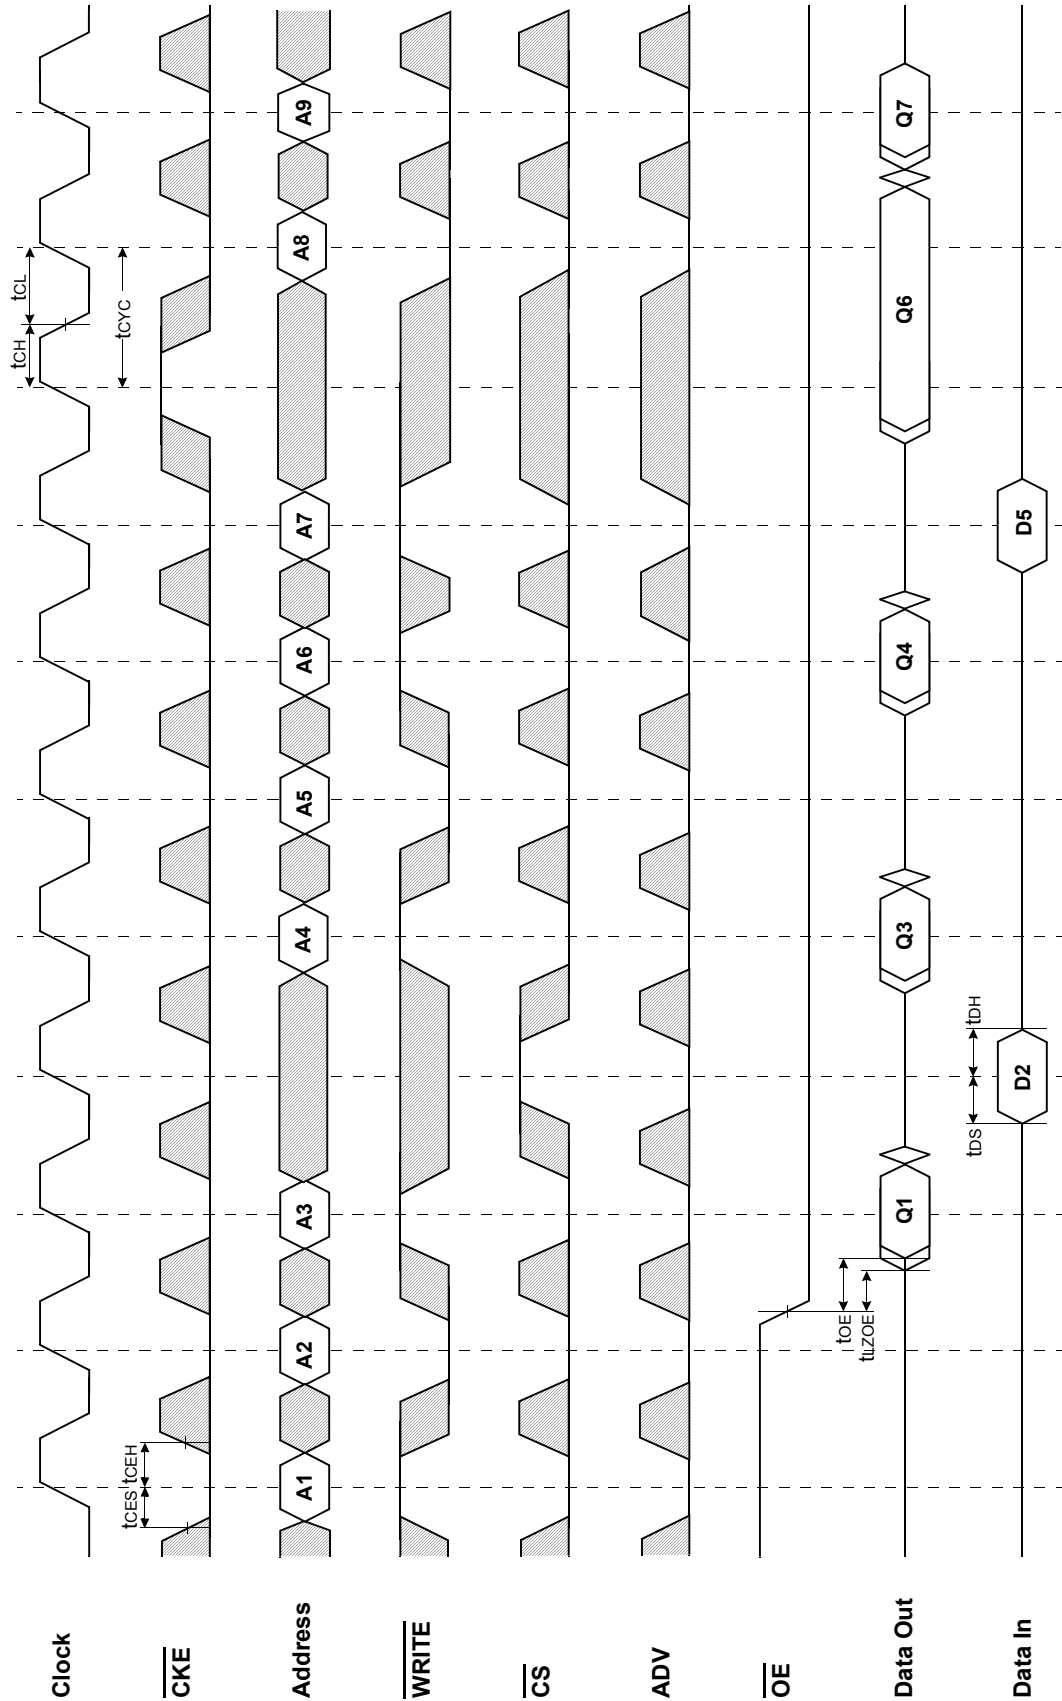 Clock
tCH
tCL
tCYC
CKE
tCES
tCEH
Address
A1
A2
A3
A4
A5
A6
A7
A8
A9
WRITE
CS
ADV
OE
tOE
tLZOE
Data Out
Q1
Q3
Q4
Q6
Q7
Data In
tDS
tDH
D2
D5